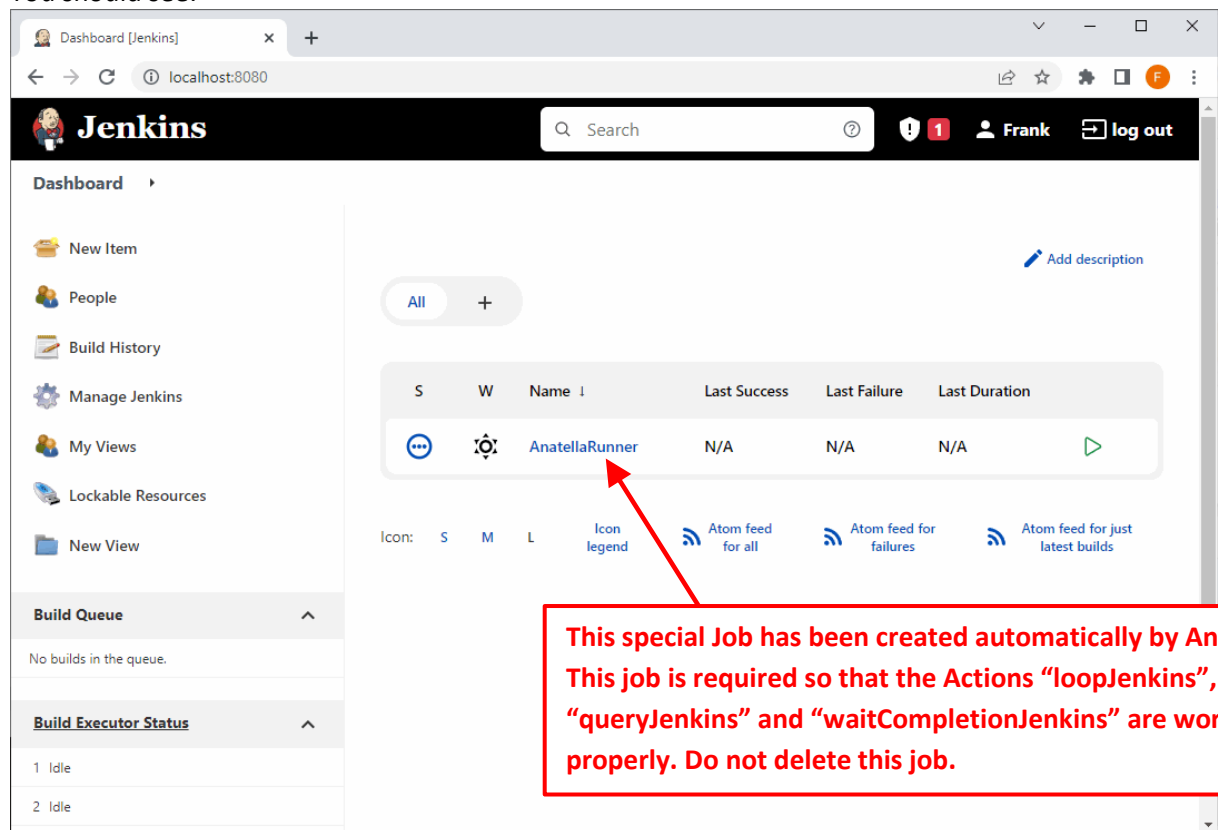 Dashboard [Jenkins]
localhost:8080
F
Jenkins
Search
1
Frank
log out
Dashboard
New Item
People
Build History
Manage Jenkins
My Views
Lockable Resources
New View
Add description
All +
S W Name ↓ Last Success Last Failure Last Duration
AnatellaRunner N/A N/A N/A
Icon: S M L
Icon legend
Atom feed for all
Atom feed for failures
Atom feed for just latest builds
Build Queue
No builds in the queue.
Build Executor Status
1 Idle
2 Idle
This special Job has been created automatically by An
This job is required so that the Actions “loopJenkins”,
“queryJenkins” and “waitCompletionJenkins” are wor
properly. Do not delete this job.